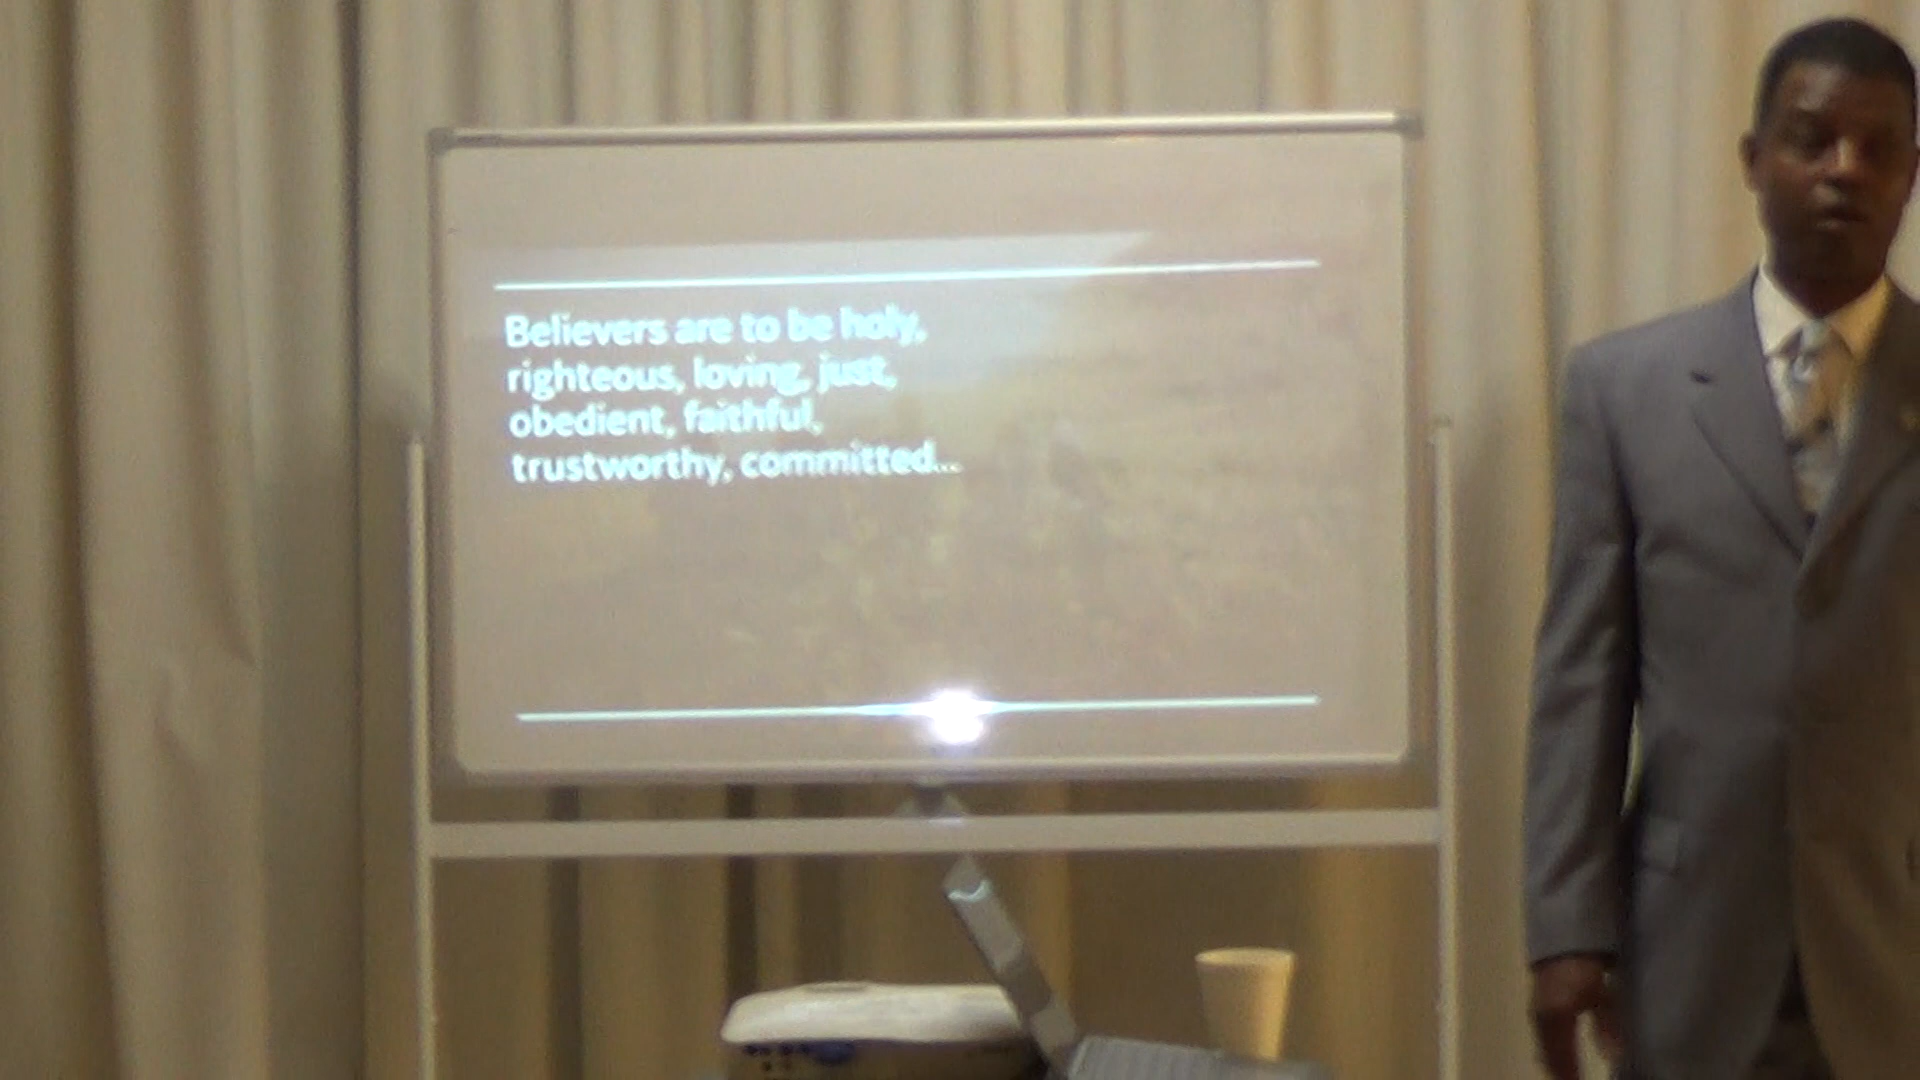 Believers are to be holy,
righteous, loving, just,
obedient, faithful,
trustworthy, committed...